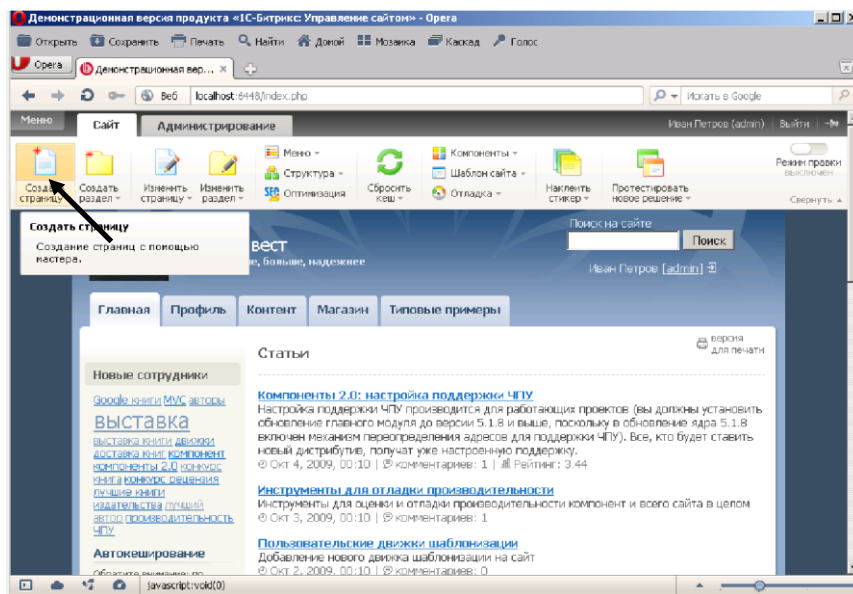 Демонстрационная версия продукта «1С-Битрикс: Управление сайтом» - Opera
Открыть Сохранить Печать Найти Домой Мозаика Каскад Голос
Opera Демонстрационная вер...
Веб localhost:6448/index.php Искать в Google
Меню Сайт Администрирование Иван Петров (admin) Выйти
Создать страницу
Создать раздел
Изменить страницу
Изменить раздел
Меню
Структура
SEO Оптимизация
Сбросить кеш
Компоненты
Шаблон сайта
Отладка
Наклеить стикер
Протестировать новое решение
Режим правки
выключен
Свернуть
Создать страницу
Создание страниц с помощью
мастера.
вест
е, больше, надежнее
Поиск на сайте
Поиск
Иван Петров [admin]
Главная Профиль Контент Магазин Типовые примеры
версия
для печати
Новые сотрудники
Google книги MVC авторы
выставка
выставка книги движки
доставка книг компонент
компоненты 2.0 конкурс
книга конкурс рецензия
лучшие книги
издательства лучший
автор производительность
ЧПУ
Автокеширование
Обратите внимание: по
Статьи
Компоненты 2.0: настройка поддержки ЧПУ
Настройка поддержки ЧПУ производится для работающих проектов (вы должны установить
обновление главного модуля до версии 5.1.8 и выше, поскольку в обновление ядра 5.1.8
включен механизм переопределения адресов для поддержки ЧПУ). Все, кто будет ставить
новый дистрибутив, получат уже настроенную поддержку.
Окт 4, 2009, 00:10 | комментариев: 1 | Рейтинг: 3.44
Инструменты для отладки производительности
Инструменты для оценки и отладки производительности компонент и всего сайта в целом
Окт 3, 2009, 00:10 | комментариев: 1
Пользовательские движки шаблонизации
Добавление нового движка шаблонизации на сайт
Окт 2, 2009, 00:10 | комментариев: 0
javascript:void(0)